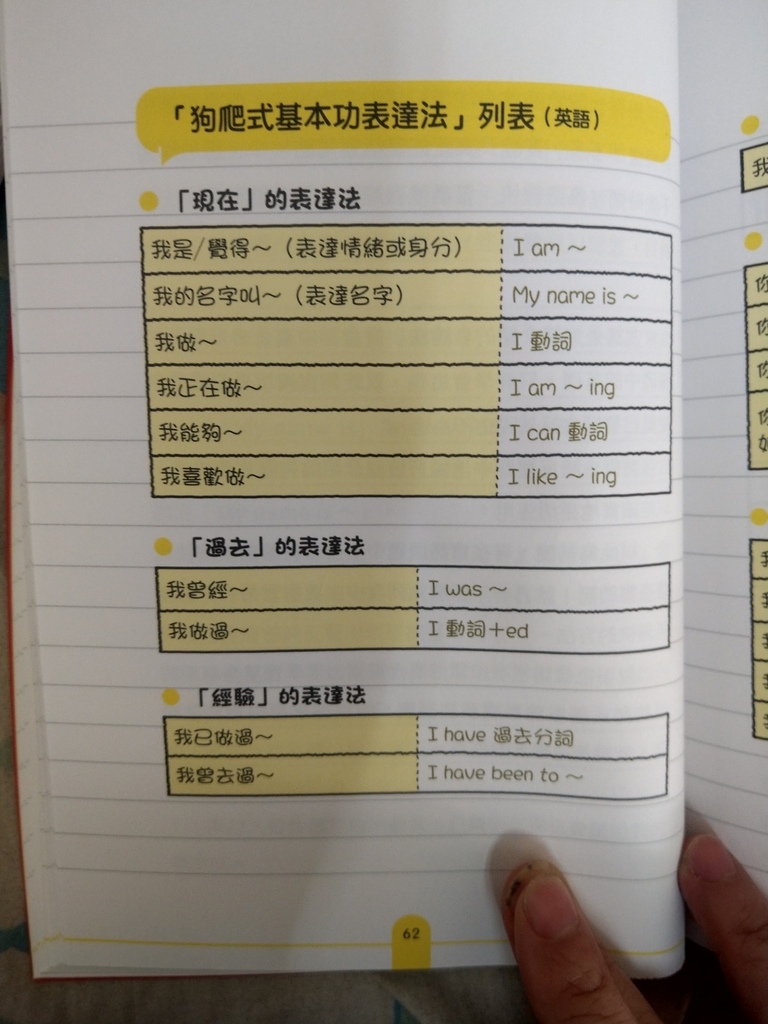 「狗爬式基本功表達法」列表（英語）
「現在」的表達法
我是/覺得～（表達情緒或身分） I am ～
我的名字叫～（表達名字） My name is ～
我做～ I 動詞
我正在做～ I am ～ ing
我能夠～ I can 動詞
我喜歡做～ I like ～ ing
「過去」的表達法
我曾經～ I was ～
我做過～ I 動詞＋ed
「經驗」的表達法
我已做過～ I have 過去分詞
我曾去過～ I have been to ～
62